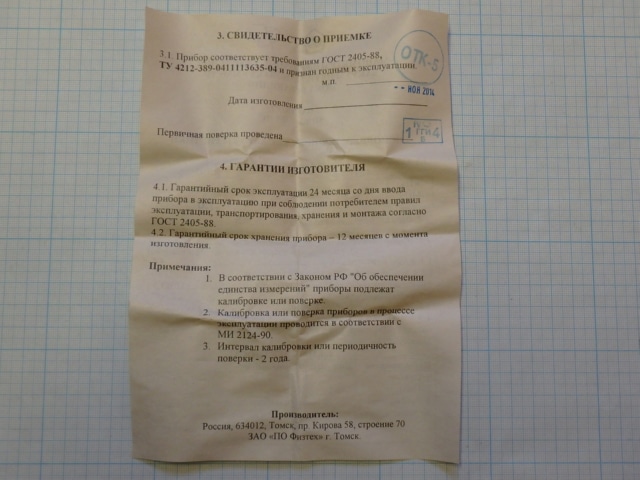 3. СВИДЕТЕЛЬСТВО О ПРИЕМКЕ
3.1. Прибор соответствует требованиям ГОСТ 2405-88,
ТУ 4212-389-0411113635-04 и признан годным к эксплуатации.
ОТК-5
м.п.
-- НОЯ 2014
Дата изготовления
Первичная поверка проведена
4. ГАРАНТИИ ИЗГОТОВИТЕЛЯ
4.1. Гарантийный срок эксплуатации 24 месяца со дня ввода
прибора в эксплуатацию при соблюдении потребителем правил
эксплуатации, транспортирования, хранения и монтажа согласно
ГОСТ 2405-88.
4.2. Гарантийный срок хранения прибора – 12 месяцев с момента
изготовления.
Примечания:
1. В соответствии с Законом РФ "Об обеспечении
единства измерений" приборы подлежат
калибровке или поверке.
2. Калибровка или поверка приборов в процессе
эксплуатации проводится в соответствии с
МИ 2124-90.
3. Интервал калибровки или периодичность
поверки - 2 года.
Производитель:
Россия, 634012, Томск, пр. Кирова 58, строение 70
ЗАО «ПО Физтех» г. Томск.